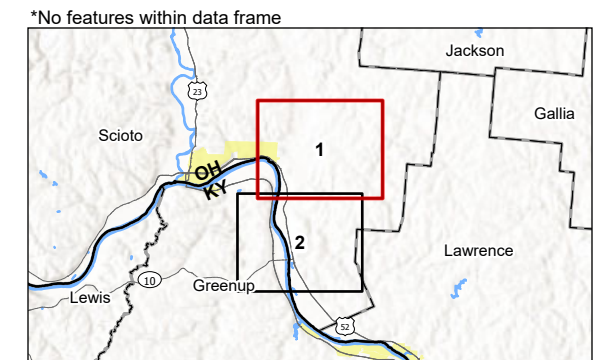 *No features within data frame
Jackson
23
Gallia
Scioto
1
OH
KY
2
Lawrence
10
Greenup
Lewis
52